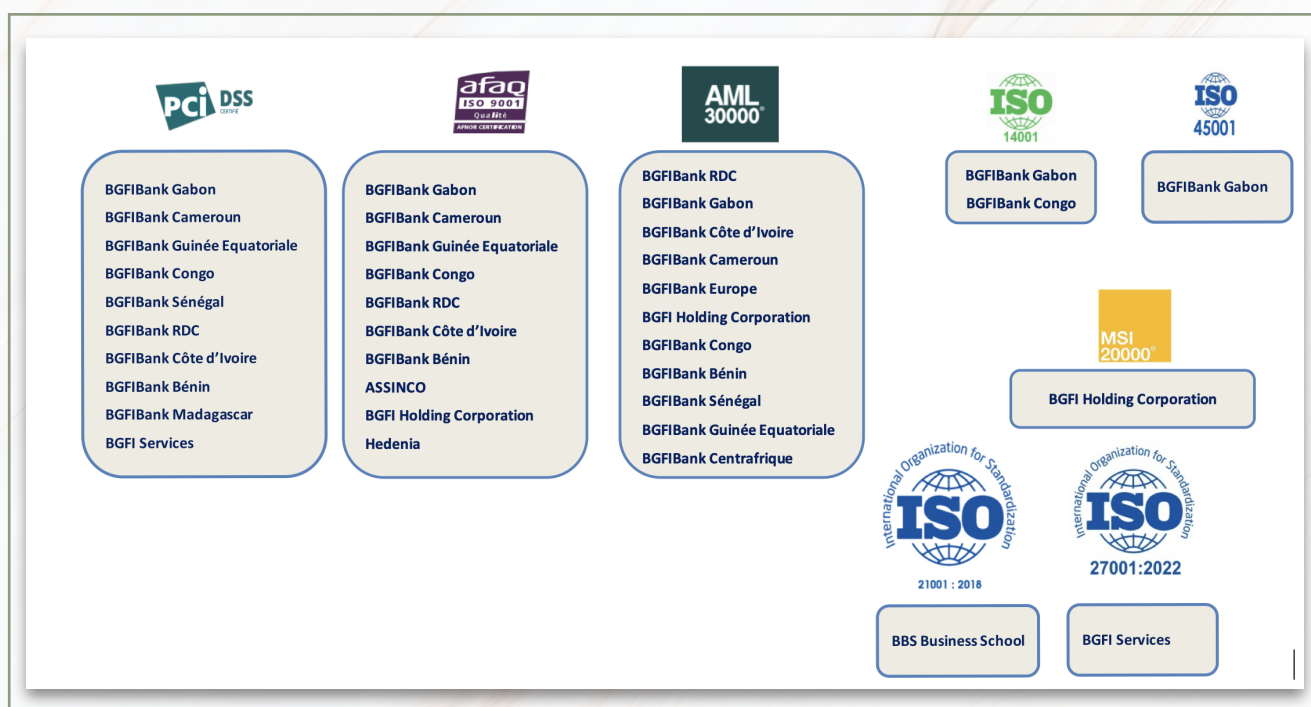 PCI DSS
CERTIFIÉ
BGFIBank Gabon
BGFIBank Cameroun
BGFIBank Guinée Equatoriale
BGFIBank Congo
BGFIBank Sénégal
BGFIBank RDC
BGFIBank Côte d’Ivoire
BGFIBank Bénin
BGFIBank Madagascar
BGFI Services
afaq
ISO 9001
Qualité
AFNOR CERTIFICATION
BGFIBank Gabon
BGFIBank Cameroun
BGFIBank Guinée Equatoriale
BGFIBank Congo
BGFIBank RDC
BGFIBank Côte d’Ivoire
BGFIBank Bénin
ASSINCO
BGFI Holding Corporation
Hedenia
AML
30000®
BGFIBank RDC
BGFIBank Gabon
BGFIBank Côte d’Ivoire
BGFIBank Cameroun
BGFIBank Europe
BGFI Holding Corporation
BGFIBank Congo
BGFIBank Bénin
BGFIBank Sénégal
BGFIBank Guinée Equatoriale
BGFIBank Centrafrique
ISO
14001
BGFIBank Gabon
BGFIBank Congo
ISO
45001
BGFIBank Gabon
MSI
20000®
BGFI Holding Corporation
International Organization for Standardization
ISO
21001 : 2018
BBS Business School
International Organization for Standardization
ISO
27001:2022
BGFI Services